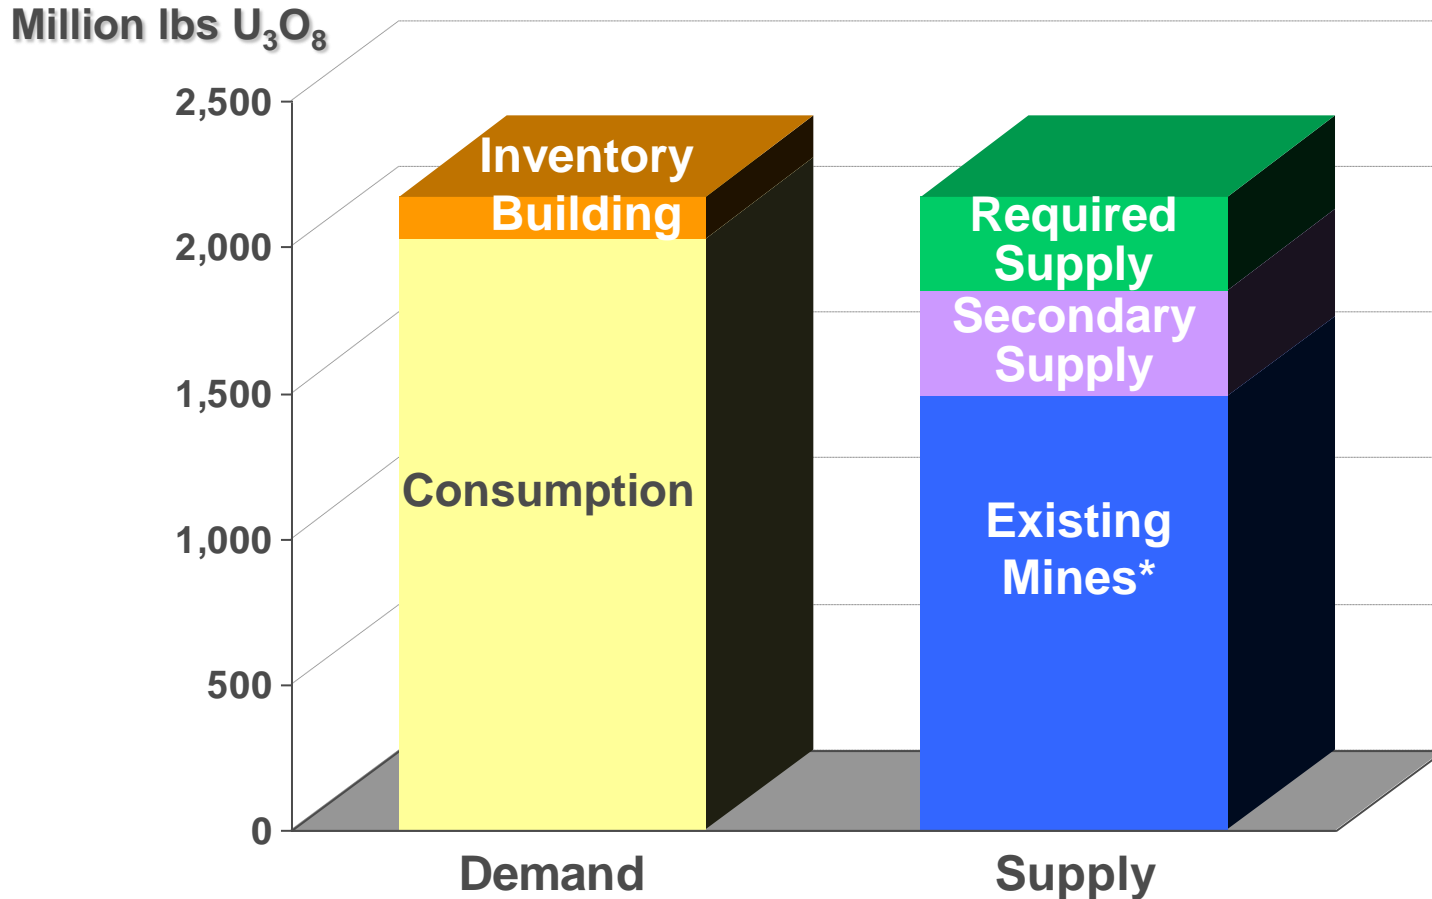 Million lbs U₃O₈
2,500
2,000
1,500
1,000
500
0
Inventory
Building
Consumption
Required
Supply
Secondary
Supply
Existing
Mines*
Demand
Supply